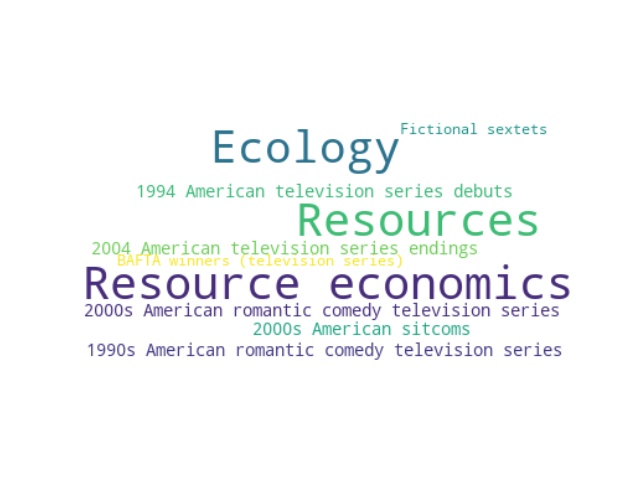 Fictional sextets
Ecology
1994 American television series debuts
Resources
2004 American television series endings
BAFTA winners (television series)
Resource economics
2000s American romantic comedy television series
2000s American sitcoms
1990s American romantic comedy television series